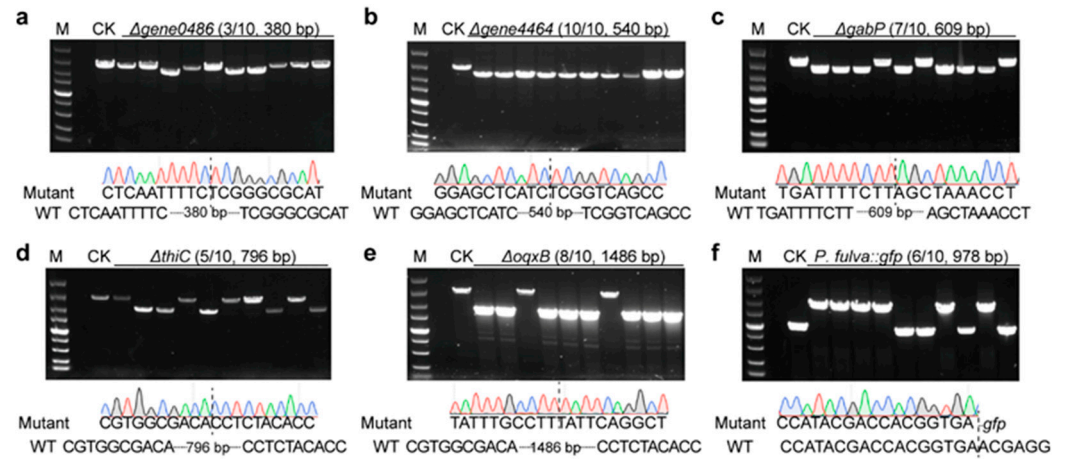 a
M CK Δgene0486 (3/10, 380 bp)
Mutant CTCAATTTTCTCGGGCGCAT
WT CTCAATTTTC 380 bp TCGGGCGCAT
b
M CK Δgene4464 (10/10, 540 bp)
Mutant GGAGCTCATCTCGGTCAGCC
WT GGAGCTCATC 540 bp TCGGTCAGCC
c
M CK ΔgabP (7/10, 609 bp)
Mutant TGATTTTCTTAGCTAAACCT
WT TGATTTTCTT 609 bp AGCTAAACCT
d
M CK ΔthiC (5/10, 796 bp)
Mutant CGTGGCGACACCTCTACACC
WT CGTGGCGACA 796 bp CCTCTACACC
e
M CK ΔoqxB (8/10, 1486 bp)
Mutant TATTTGCCTTTATTCAGGCT
WT CGTGGCGACA 1486 bp CCTCTACACC
f
M CK P. fulva::gfp (6/10, 978 bp)
Mutant CCATACGACCACGGTGA gfp
WT CCATACGACCACGGTGAACGAGG